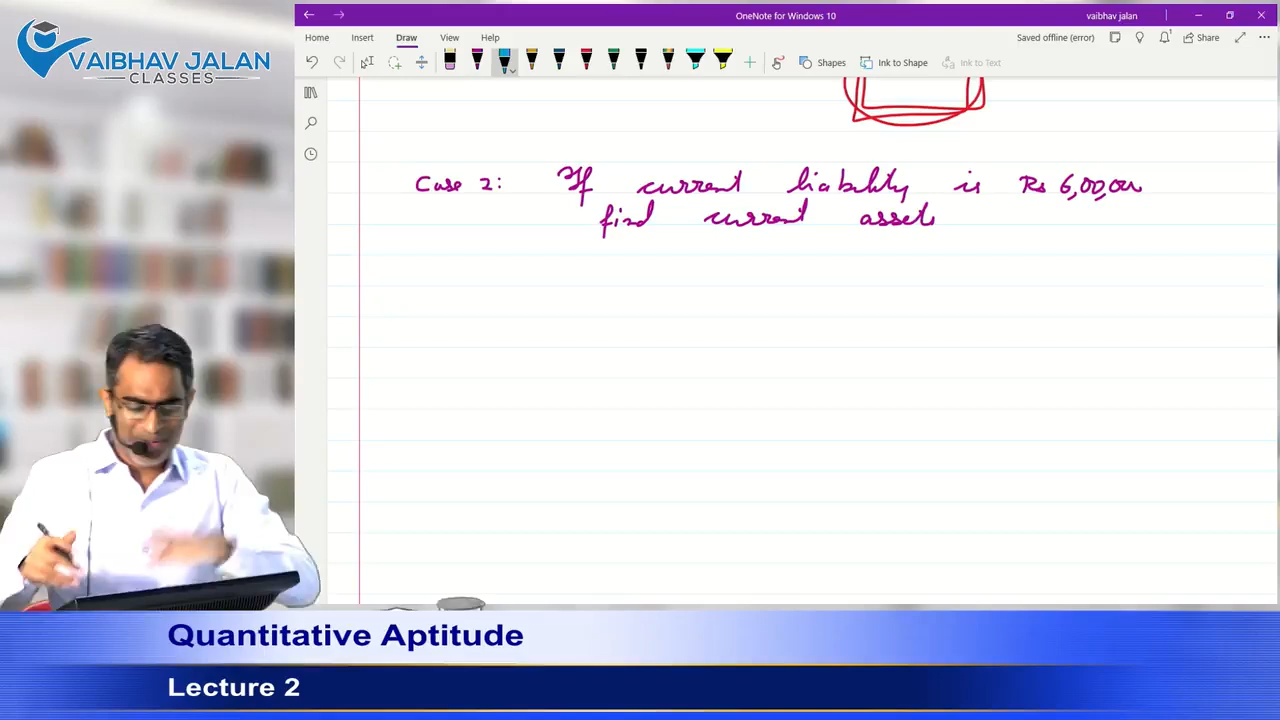 VAIBHAV JALAN
CLASSES
OneNote for Windows 10
vaibhav jalan
Home Insert Draw View Help
Saved offline (error)
Share
Shapes
Ink to Shape
Ink to Text
Case 2: If current liability is Rs 6,00,000
find current assets
Quantitative Aptitude
Lecture 2